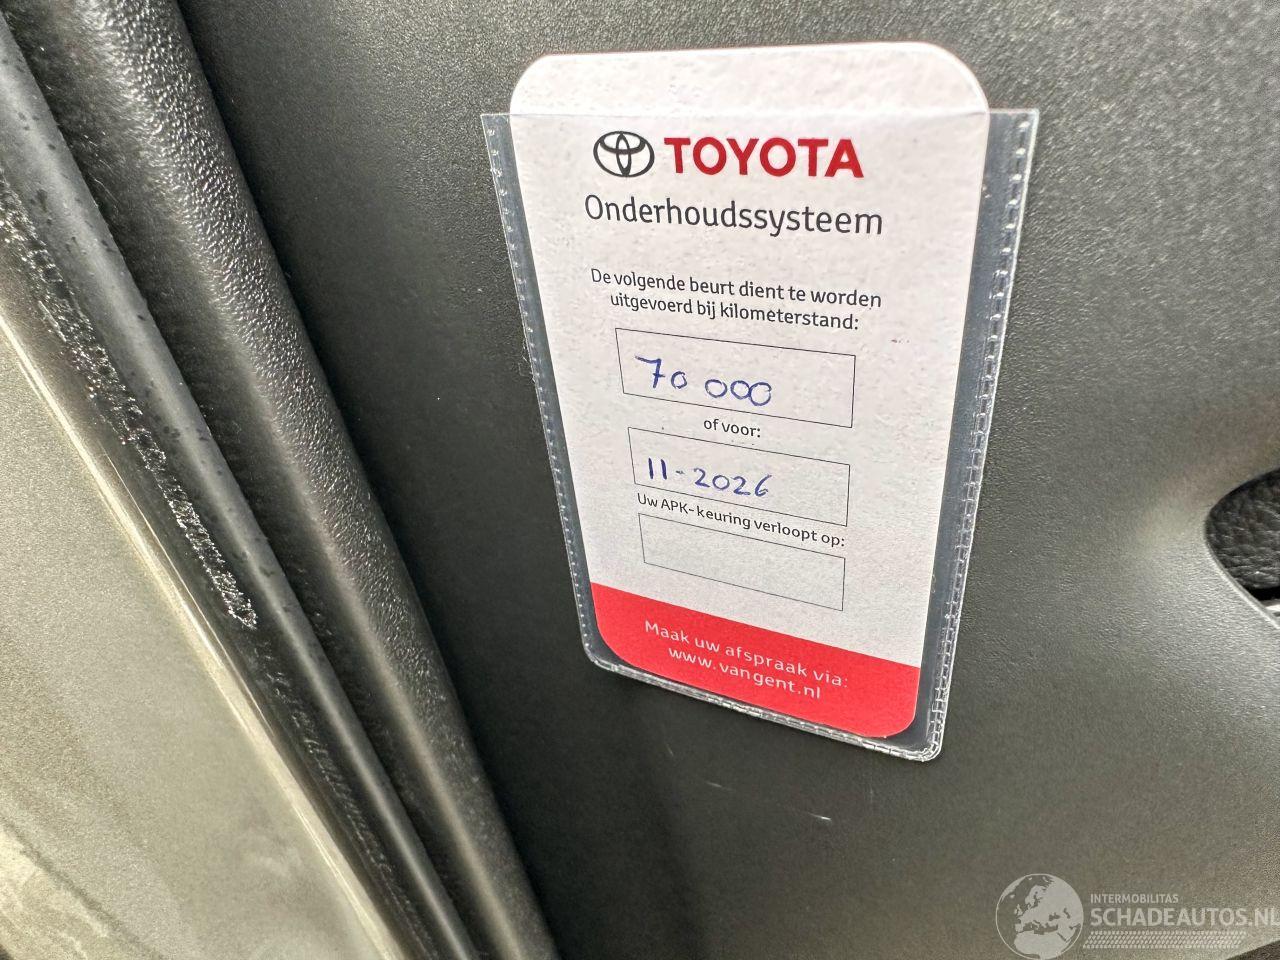 TOYOTA
Onderhoudssysteem
De volgende beurt dient te worden
uitgevoerd bij kilometerstand:
70 000
of voor:
11-2026
Uw APK-keuring verloopt op:
Maak uw afspraak via:
www.vangent.nl
INTERMOBILITAS
SCHADEAUTOS.NL